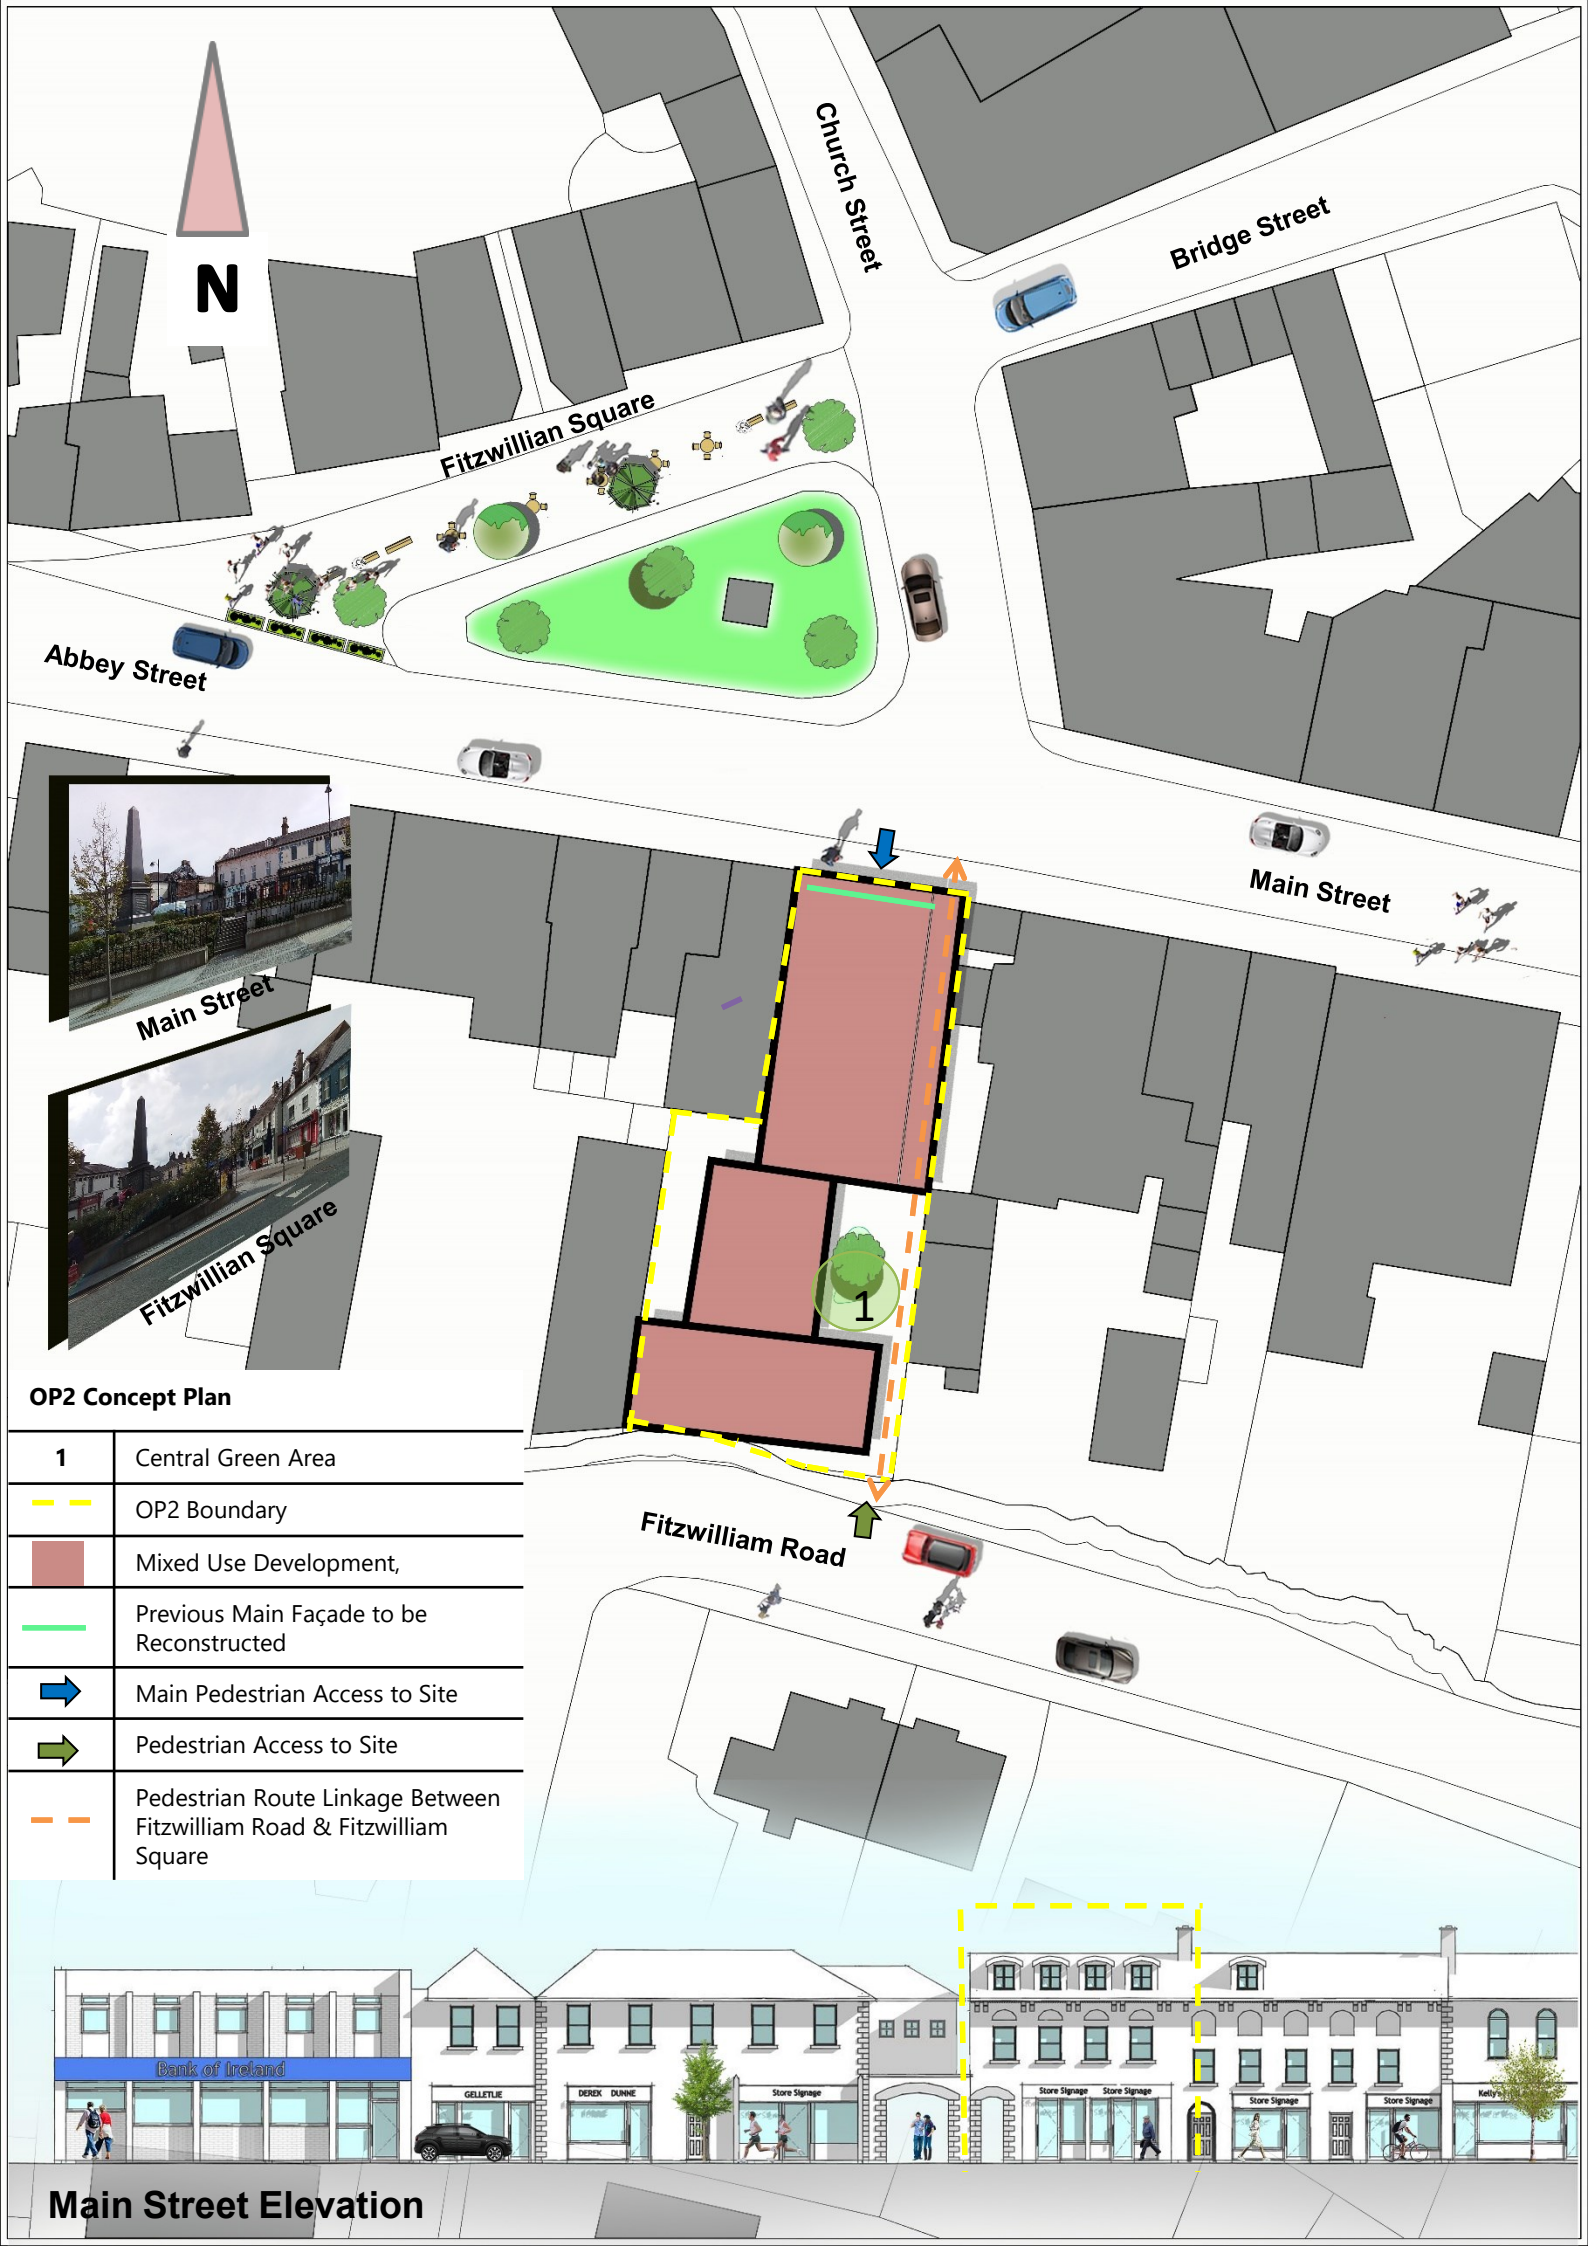 N
Church Street
Bridge Street
Fitzwillian Square
Abbey Street
Main Street
Main Street
Fitzwillian Square
1
Fitzwilliam Road
OP2 Concept Plan
1 Central Green Area
OP2 Boundary
Mixed Use Development,
Previous Main Façade to be
Reconstructed
Main Pedestrian Access to Site
Pedestrian Access to Site
Pedestrian Route Linkage Between
Fitzwilliam Road & Fitzwilliam
Square
Bank of Ireland
GELLETLIE
DEREK DUNNE
Store Signage
Store Signage Store Signage
Store Signage
Store Signage
Kelly's
Main Street Elevation